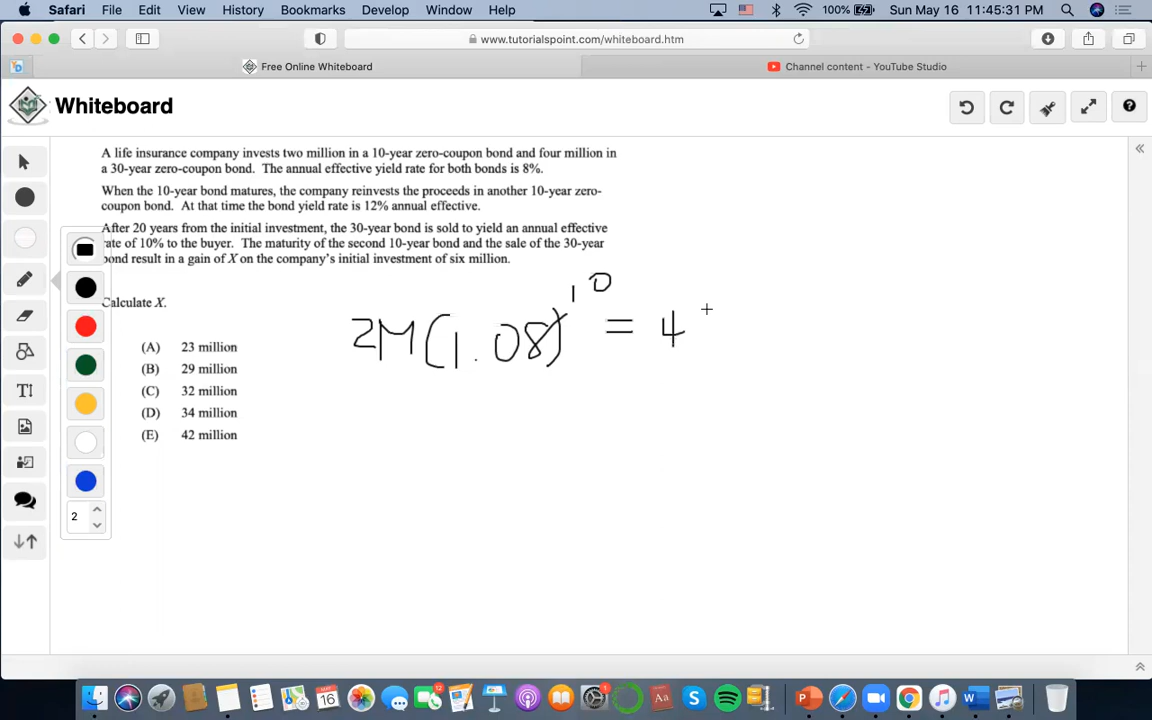 Safari File Edit View History Bookmarks Develop Window Help 100% Sun May 16 11:45:31 PM
www.tutorialspoint.com/whiteboard.htm
Free Online Whiteboard Channel content - YouTube Studio
Whiteboard
A life insurance company invests two million in a 10-year zero-coupon bond and four million in
a 30-year zero-coupon bond. The annual effective yield rate for both bonds is 8%.
When the 10-year bond matures, the company reinvests the proceeds in another 10-year zero-
coupon bond. At that time the bond yield rate is 12% annual effective.
After 20 years from the initial investment, the 30-year bond is sold to yield an annual effective
rate of 10% to the buyer. The maturity of the second 10-year bond and the sale of the 30-year
bond result in a gain of X on the company's initial investment of six million.
Calculate X.
2M(1.08)^10 = 4
(A) 23 million
(B) 29 million
(C) 32 million
(D) 34 million
(E) 42 million
T
2
12
16
1
Aa
S
P
W